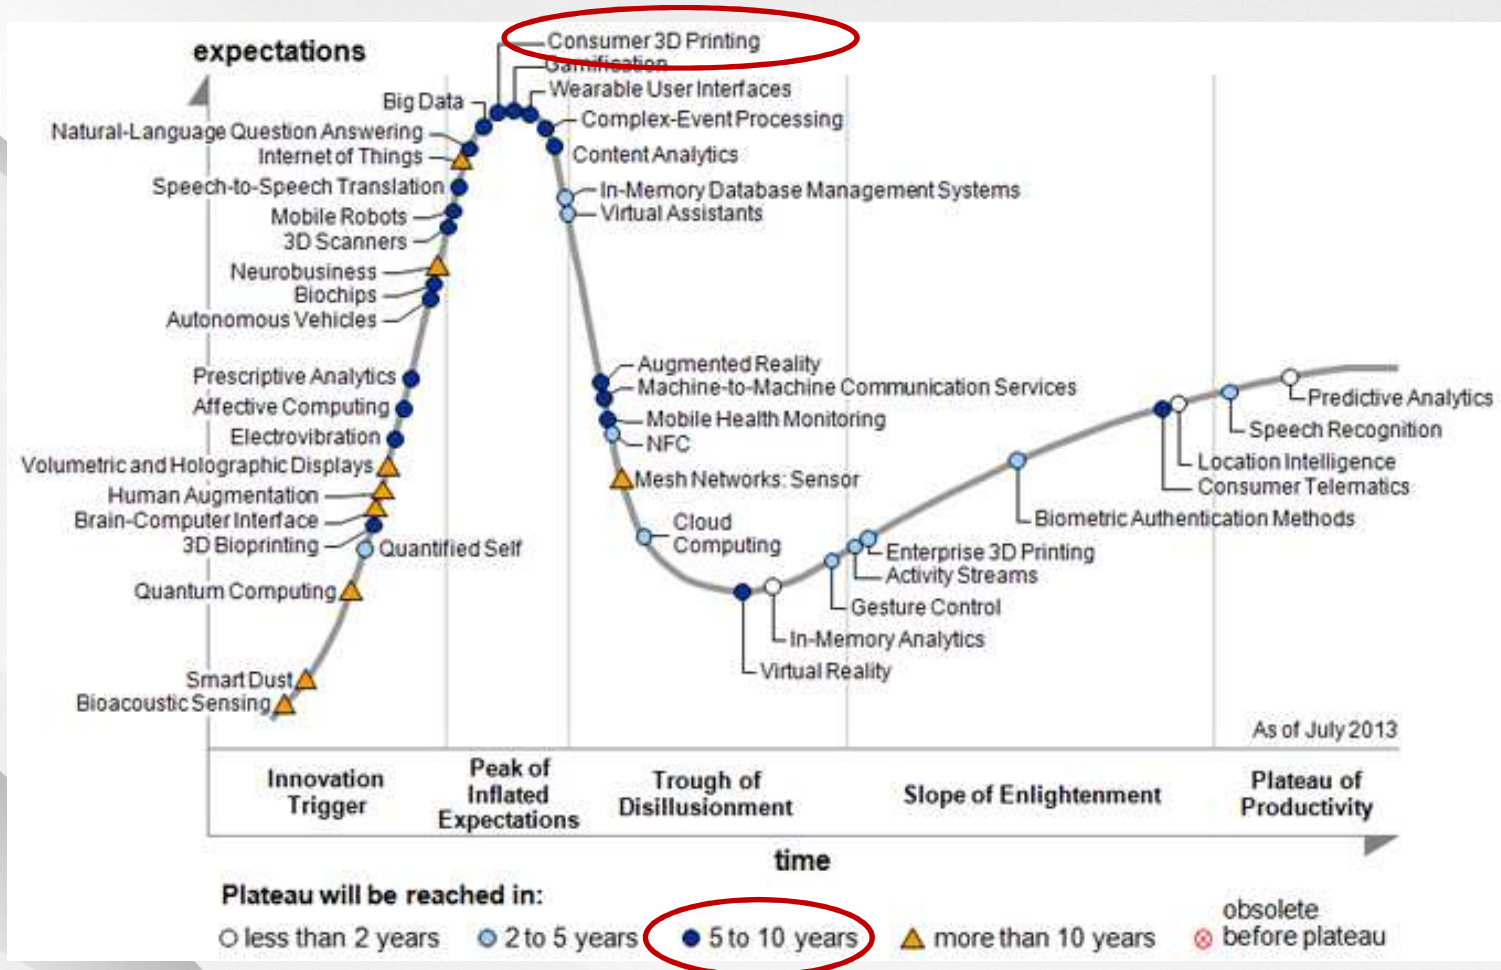 expectations
Consumer 3D Printing
Gamification
Wearable User Interfaces
Big Data
Complex-Event Processing
Natural-Language Question Answering
Content Analytics
Internet of Things
Speech-to-Speech Translation
In-Memory Database Management Systems
Mobile Robots
Virtual Assistants
3D Scanners
Neurobusiness
Biochips
Autonomous Vehicles
Augmented Reality
Prescriptive Analytics
Machine-to-Machine Communication Services
Affective Computing
Mobile Health Monitoring
Electrovibration
NFC
Volumetric and Holographic Displays
Mesh Networks: Sensor
Human Augmentation
Brain-Computer Interface
3D Bioprinting
Quantified Self
Quantum Computing
Cloud
Computing
Predictive Analytics
Speech Recognition
Location Intelligence
Consumer Telematics
Biometric Authentication Methods
Enterprise 3D Printing
Activity Streams
Gesture Control
In-Memory Analytics
Virtual Reality
Smart Dust
Bioacoustic Sensing
As of July 2013
Innovation
Trigger
Peak of
Inflated
Expectations
Trough of
Disillusionment
Slope of Enlightenment
Plateau of
Productivity
time
Plateau will be reached in:
less than 2 years
2 to 5 years
5 to 10 years
more than 10 years
obsolete
before plateau